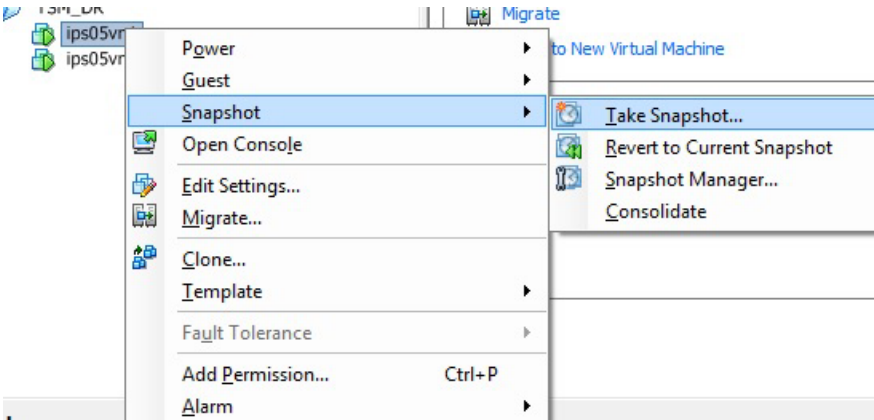 TSM_DR
Migrate
ips05vm
to New Virtual Machine
ips05vm
Power
Guest
Snapshot
Open Console
Edit Settings...
Migrate...
Clone...
Template
Fault Tolerance
Add Permission... Ctrl+P
Alarm
Take Snapshot...
Revert to Current Snapshot
Snapshot Manager...
Consolidate